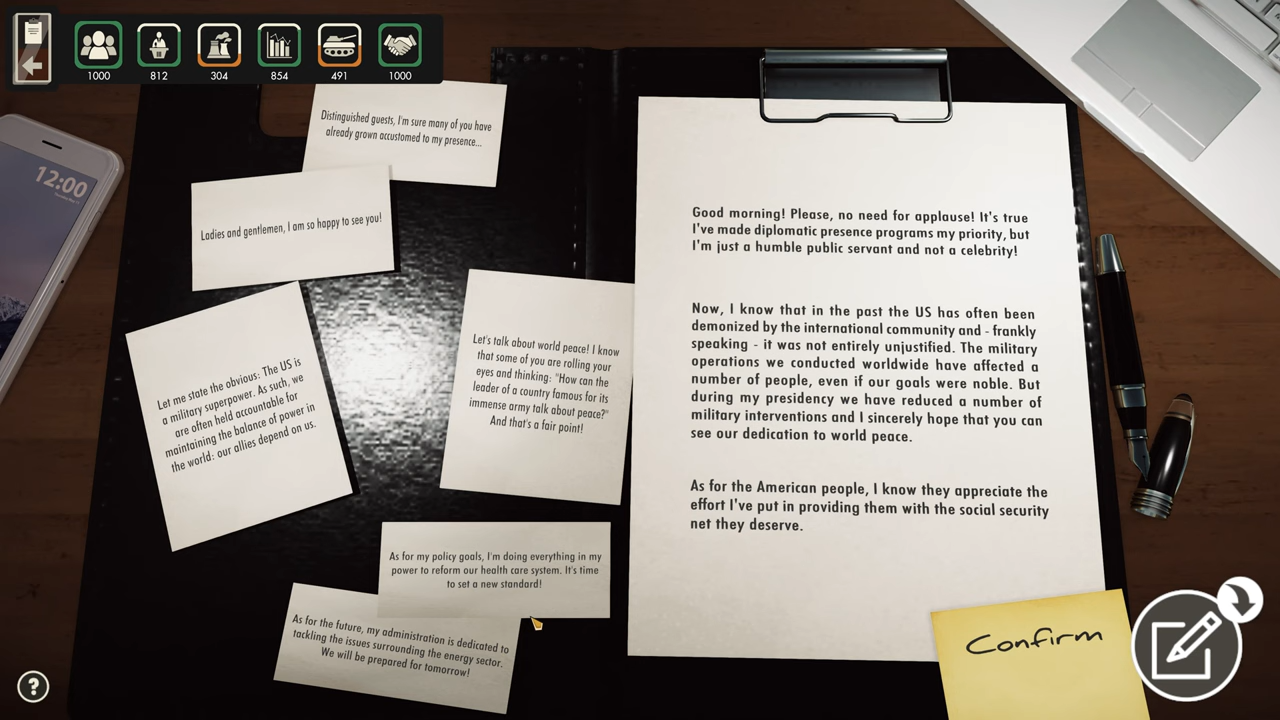 1000 812 304 854 491 1000
12:00
Distinguished guests, I'm sure many of you have
already grown accustomed to my presence...
Ladies and gentlemen, I am so happy to see you!
Let me state the obvious: The US is
a military superpower. As such, we
are often held accountable for
maintaining the balance of power in
the world: our allies depend on us.
Let's talk about world peace! I know
that some of you are rolling your
eyes and thinking: "How can the
leader of a country famous for its
immense army talk about peace?"
And that's a fair point!
As for my policy goals, I'm doing everything in my
power to reform our health care system. It's time
to set a new standard!
As for the future, my administration is dedicated to
tackling the issues surrounding the energy sector.
We will be prepared for tomorrow!
Good morning! Please, no need for applause! It's true
I've made diplomatic presence programs my priority, but
I'm just a humble public servant and not a celebrity!
Now, I know that in the past the US has often been
demonized by the international community and - frankly
speaking - it was not entirely unjustified. The military
operations we conducted worldwide have affected a
number of people, even if our goals were noble. But
during my presidency we have reduced a number of
military interventions and I sincerely hope that you can
see our dedication to world peace.
As for the American people, I know they appreciate the
effort I've put in providing them with the social security
net they deserve.
Confirm
?